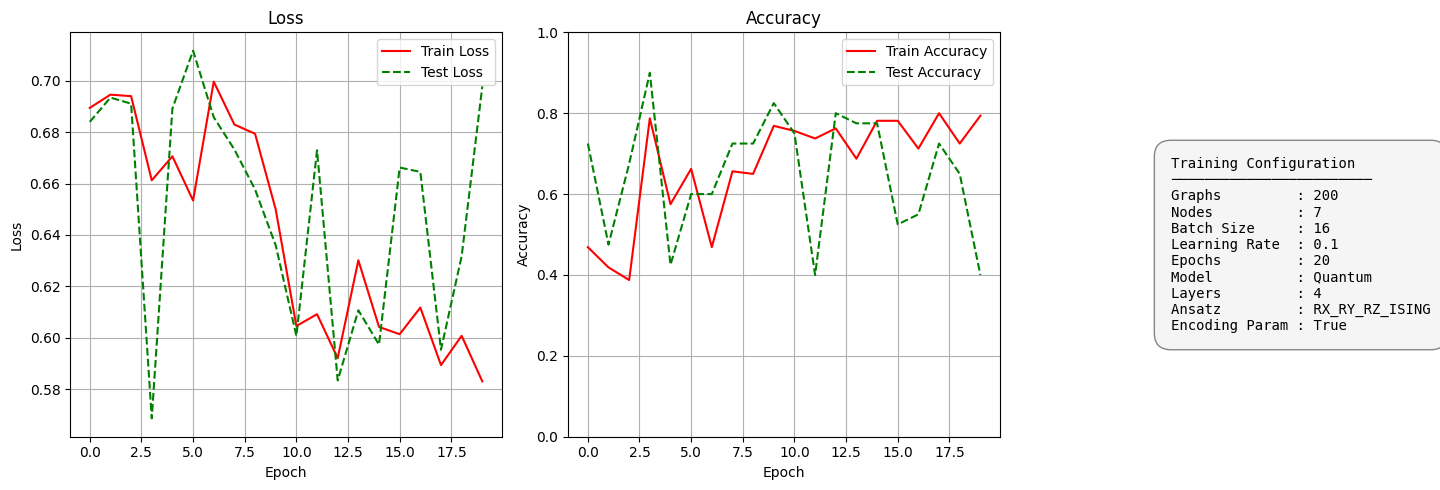 Loss
Train Loss
Test Loss
0.70
0.68
0.66
0.64
0.62
0.60
0.58
Loss
0.0 2.5 5.0 7.5 10.0 12.5 15.0 17.5
Epoch
Accuracy
Train Accuracy
Test Accuracy
1.0
0.8
0.6
0.4
0.2
0.0
Accuracy
0.0 2.5 5.0 7.5 10.0 12.5 15.0 17.5
Epoch
Training Configuration
Graphs : 200
Nodes : 7
Batch Size : 16
Learning Rate : 0.1
Epochs : 20
Model : Quantum
Layers : 4
Ansatz : RX_RY_RZ_ISING
Encoding Param : True